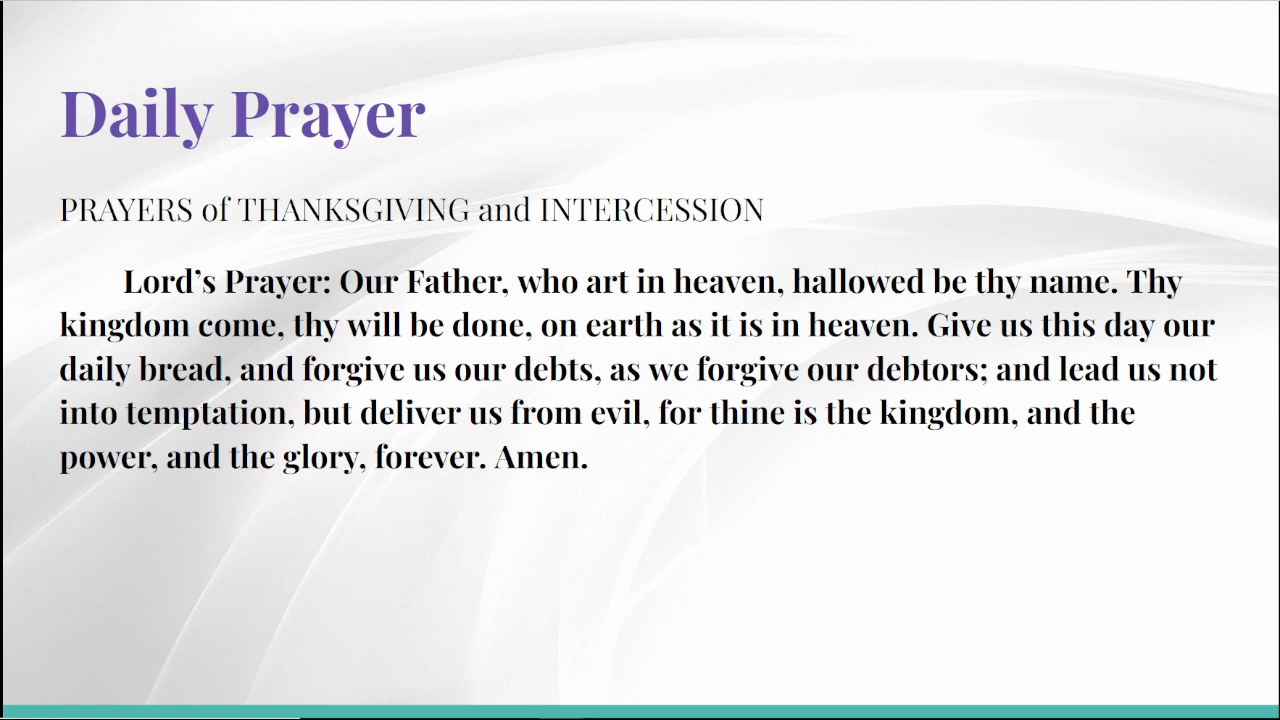 Daily Prayer
PRAYERS of THANKSGIVING and INTERCESSION
Lord’s Prayer: Our Father, who art in heaven, hallowed be thy name. Thy
kingdom come, thy will be done, on earth as it is in heaven. Give us this day our
daily bread, and forgive us our debts, as we forgive our debtors; and lead us not
into temptation, but deliver us from evil, for thine is the kingdom, and the
power, and the glory, forever. Amen.